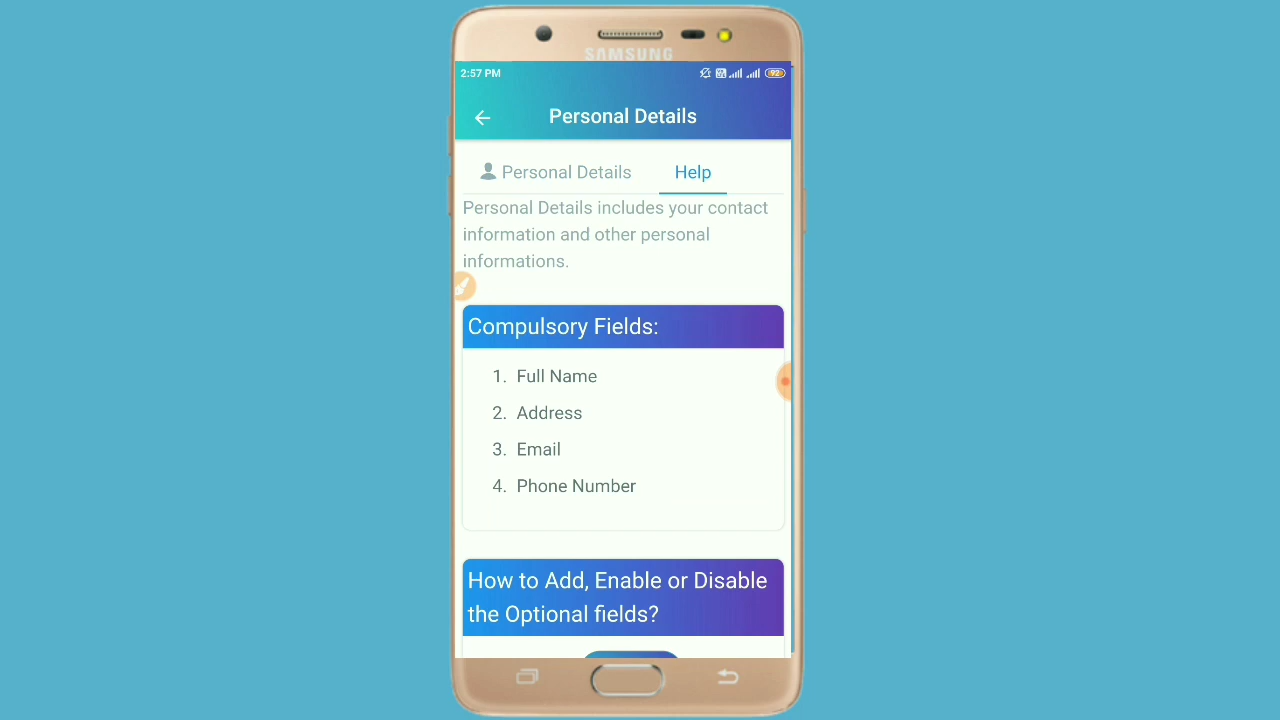 SAMSUNG
2:57 PM
92
Personal Details
Personal Details
Help
Personal Details includes your contact
information and other personal
informations.
Compulsory Fields:
1. Full Name
2. Address
3. Email
4. Phone Number
How to Add, Enable or Disable
the Optional fields?